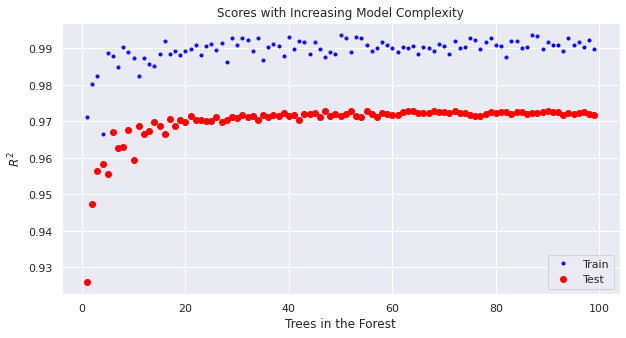 Scores with Increasing Model Complexity
0.99
0.98
0.97
0.96
0.95
0.94
0.93
R²
0 20 40 60 80 100
Trees in the Forest
Train
Test